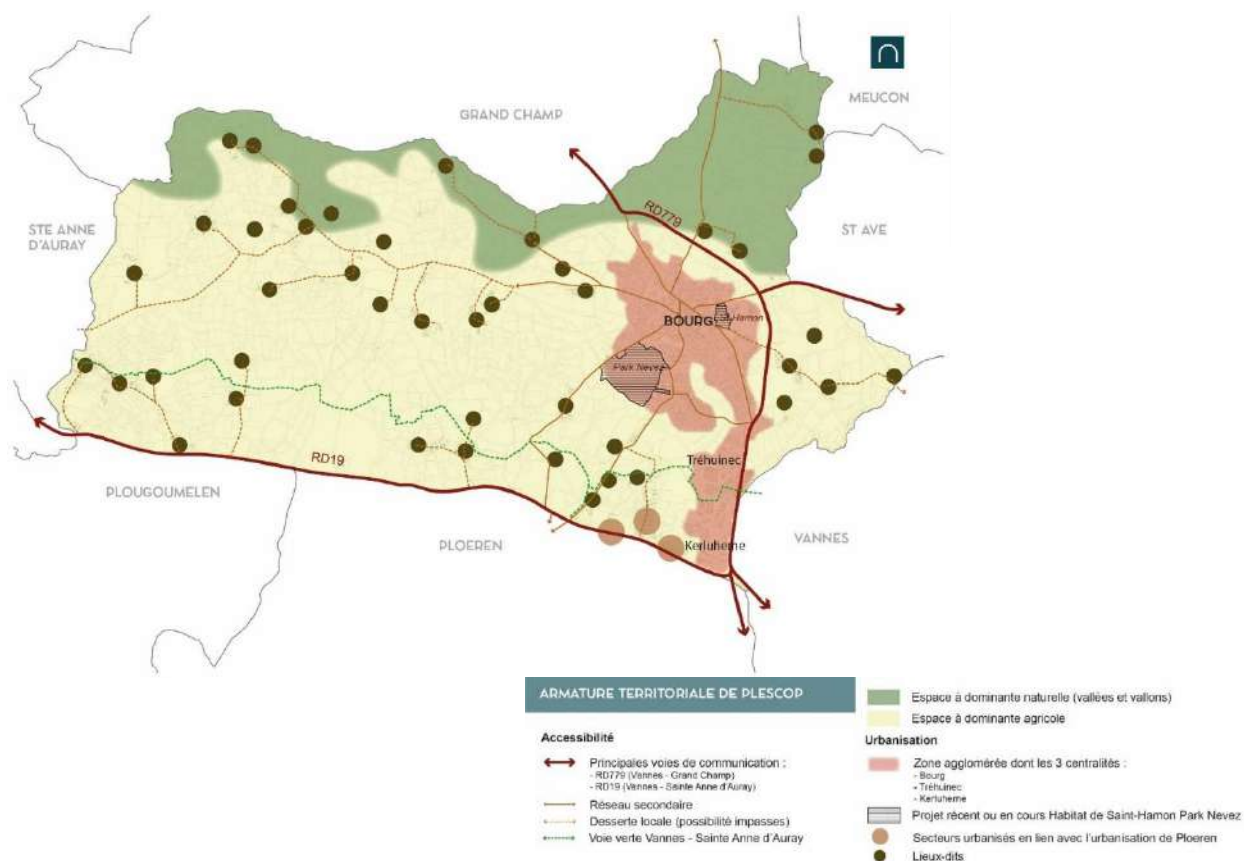 MEUCON
GRAND CHAMP
RD779
STE ANNE
D'AURAY
ST AVE
BOURG
Hamon
Park Nevez
Tréhuinec
RD19
PLOUGOUMELEN
PLOEREN
Kerluherne
VANNES
ARMATURE TERRITORIALE DE PLESCOP
Accessibilité
Principales voies de communication :
- RD779 (Vannes - Grand Champ)
- RD19 (Vannes - Sainte Anne d'Auray)
Réseau secondaire
Desserte locale (possibilité impasses)
Voie verte Vannes - Sainte Anne d'Auray
Espace à dominante naturelle (vallées et vallons)
Espace à dominante agricole
Urbanisation
Zone agglomérée dont les 3 centralités :
- Bourg
- Tréhuinec
- Kerluherne
Projet récent ou en cours Habitat de Saint-Hamon Park Nevez
Secteurs urbanisés en lien avec l'urbanisation de Ploeren
Lieux-dits